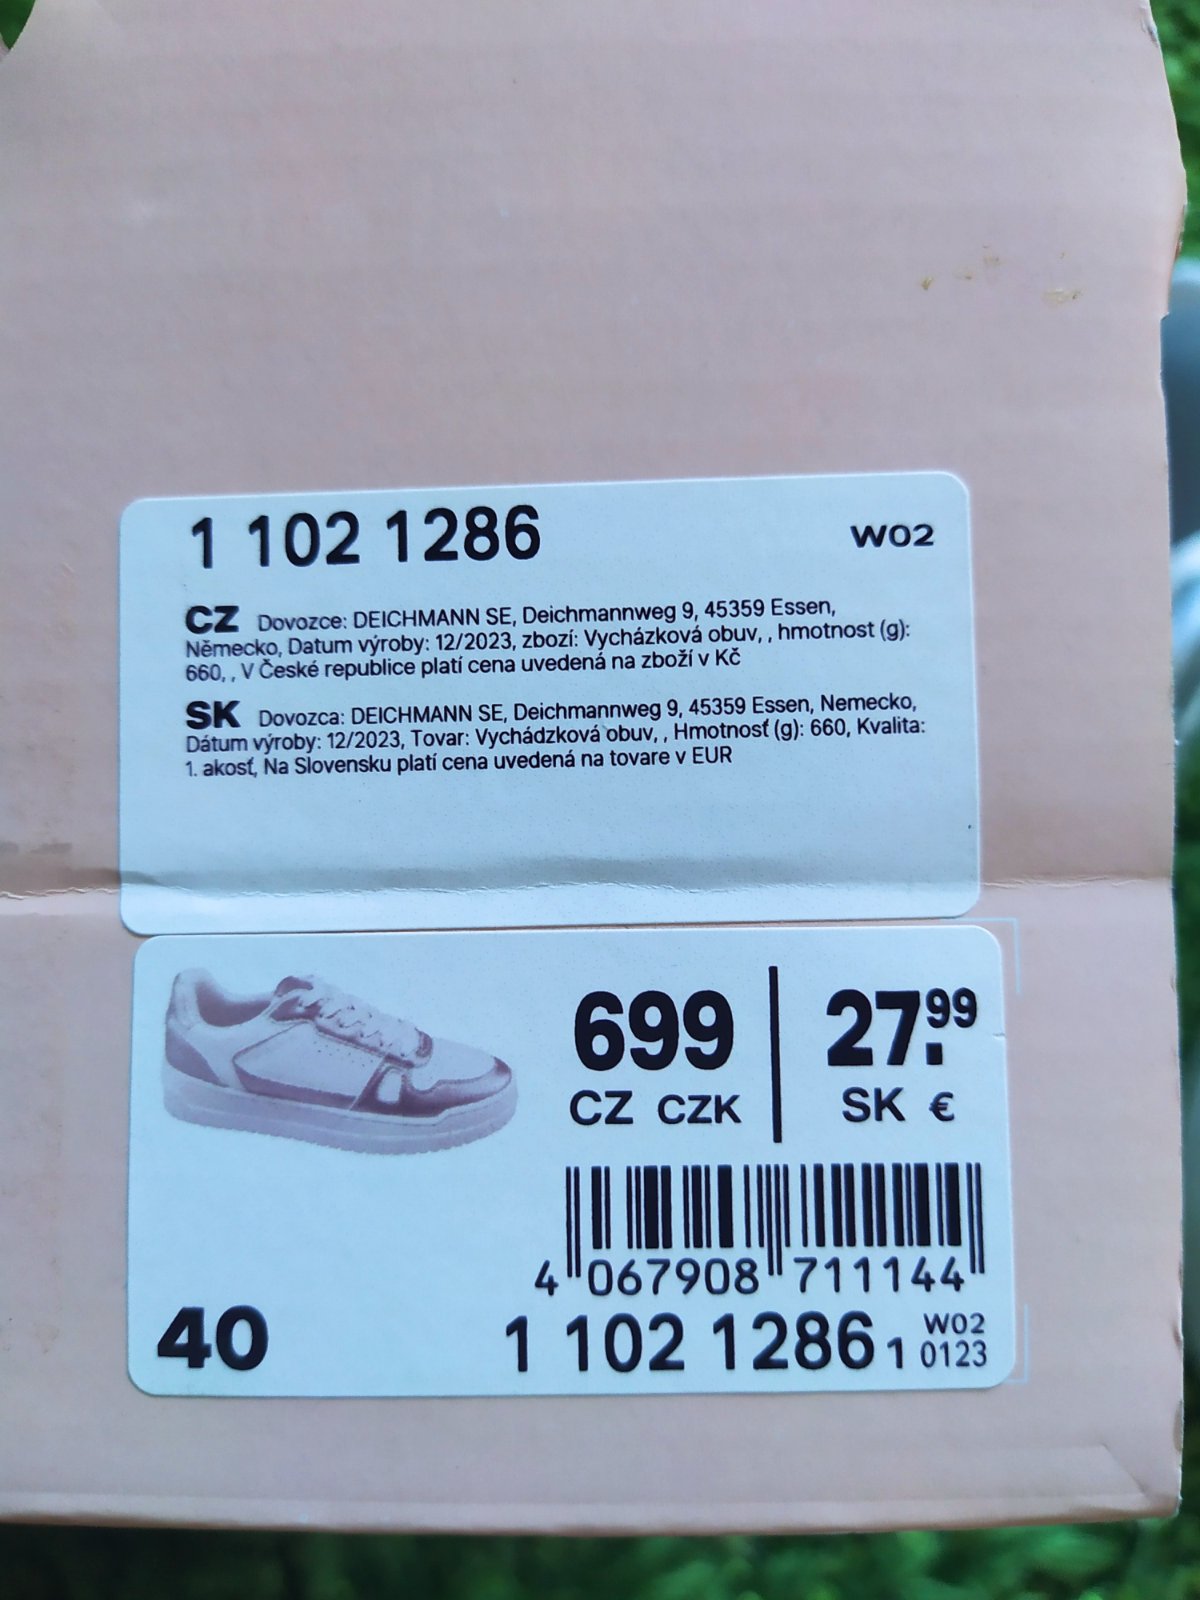 1 102 1286
W02
CZ Dovozce: DEICHMANN SE, Deichmannweg 9, 45359 Essen,
Německo, Datum výroby: 12/2023, zbozí: Vycházková obuv, , hmotnost (g):
660, , V České republice platí cena uvedená na zboží v Kč
SK Dovozca: DEICHMANN SE, Deichmannweg 9, 45359 Essen, Nemecko,
Dátum výroby: 12/2023, Tovar: Vychádzková obuv, , Hmotnosť (g): 660, Kvalita:
1. akosť, Na Slovensku platí cena uvedená na tovare v EUR
699 27.99
CZ CZK SK €
4 067908 711144
40
1 102 1286 1
W02
0123